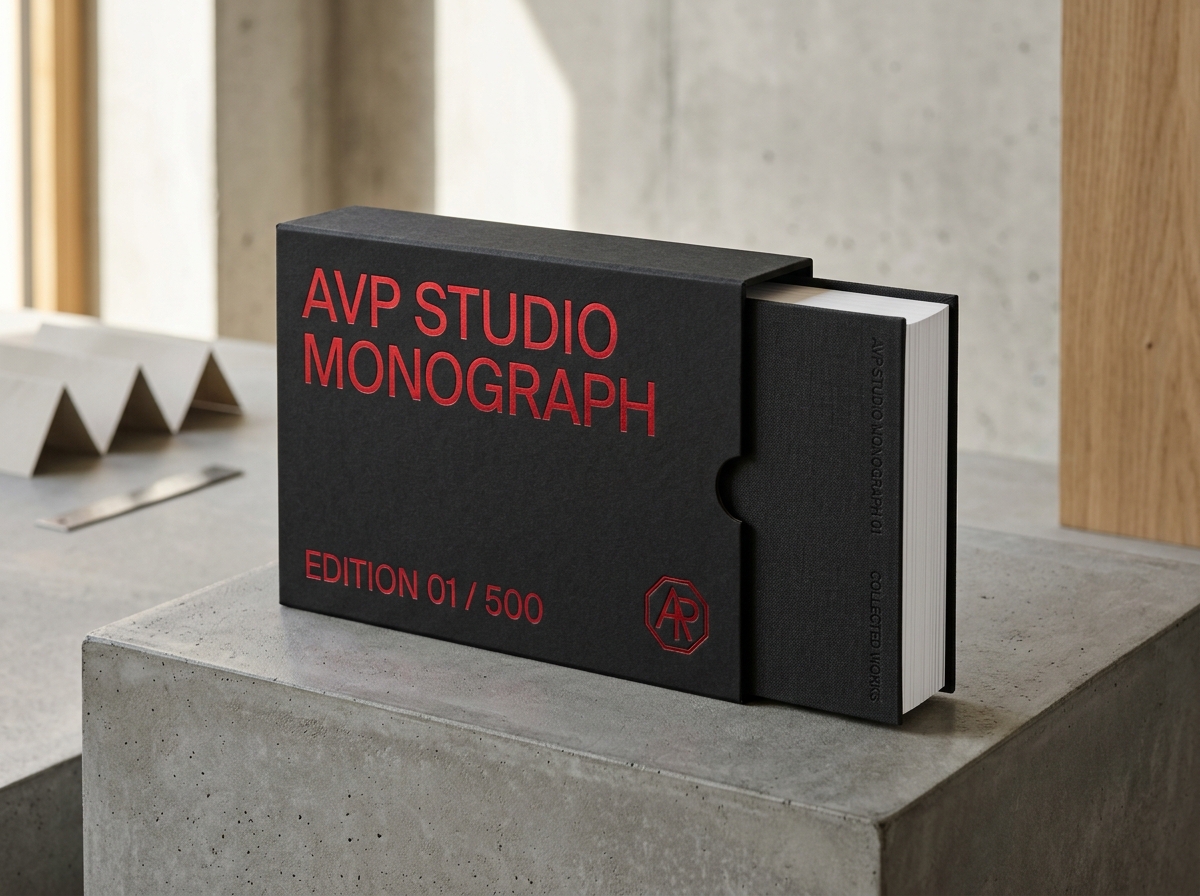 AVP STUDIO
MONOGRAPH
EDITION 01 / 500
AR
AVP STUDIO MONOGRAPH 01
COLLECTED WORKS